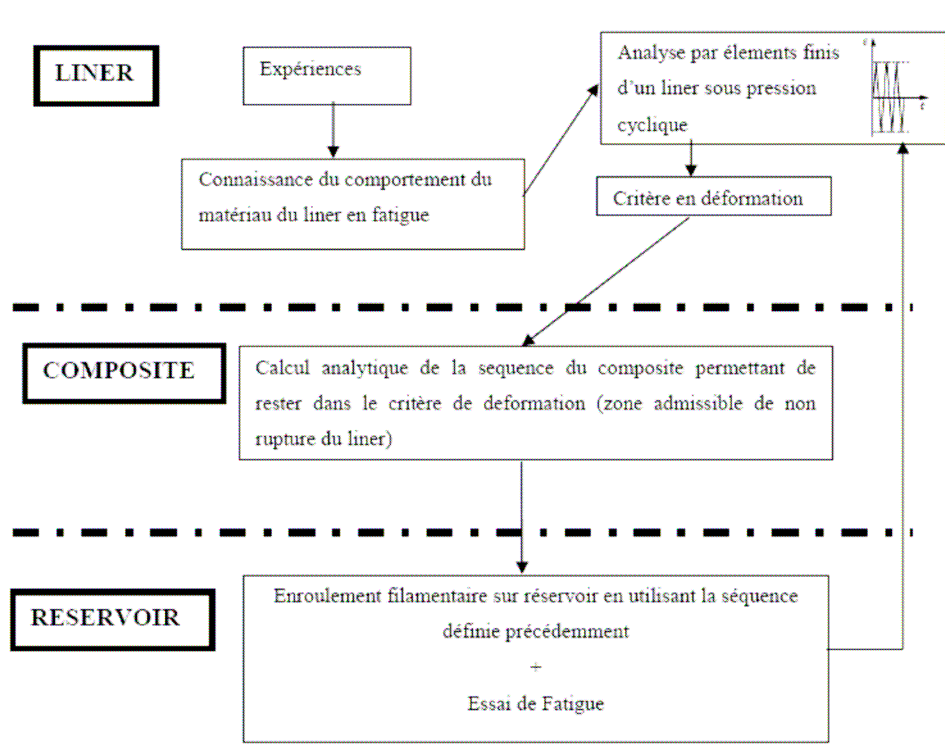 LINER
Expériences
Analyse par élements finis
d'un liner sous pression
cyclique
t
Connaissance du comportement du
matériau du liner en fatigue
Critère en déformation
COMPOSITE
Calcul analytique de la sequence du composite permettant de
rester dans le critère de deformation (zone admissible de non
rupture du liner)
RESERVOIR
Enroulement filamentaire sur réservoir en utilisant la séquence
définie précédemment
+
Essai de Fatigue